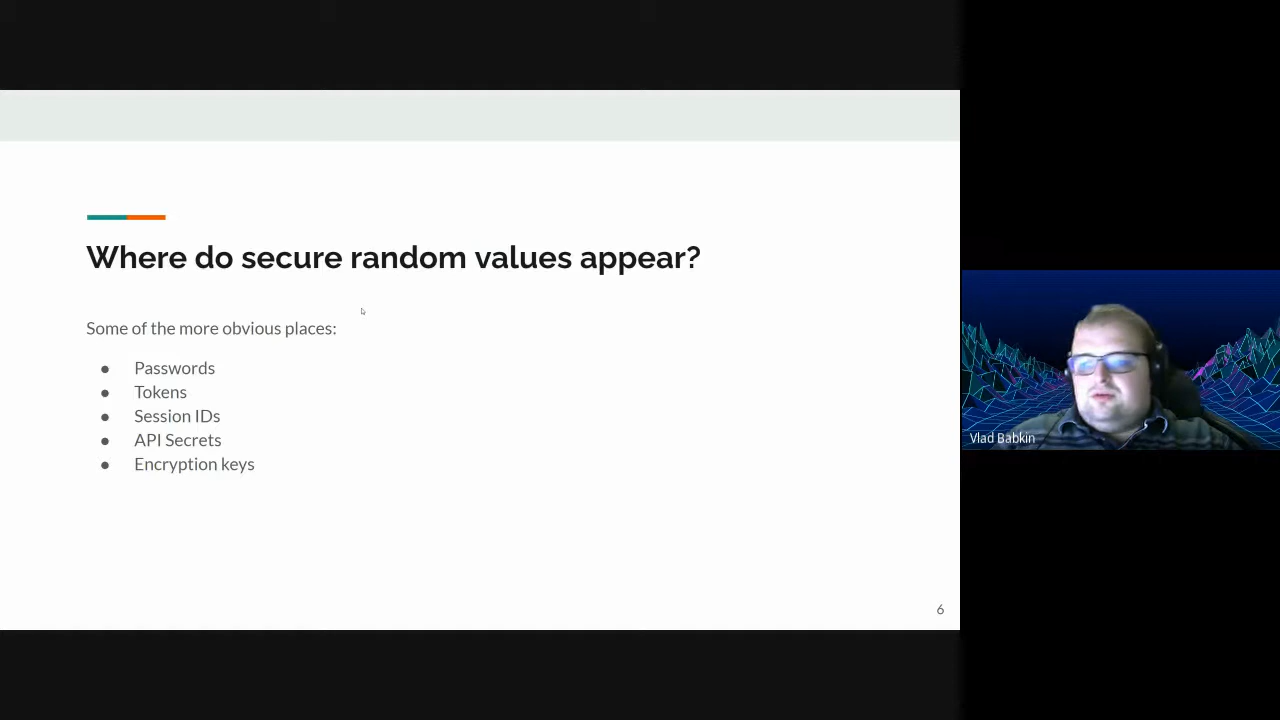 Where do secure random values appear?
Some of the more obvious places:
● Passwords
● Tokens
● Session IDs
● API Secrets
● Encryption keys
6
Vlad Babkin